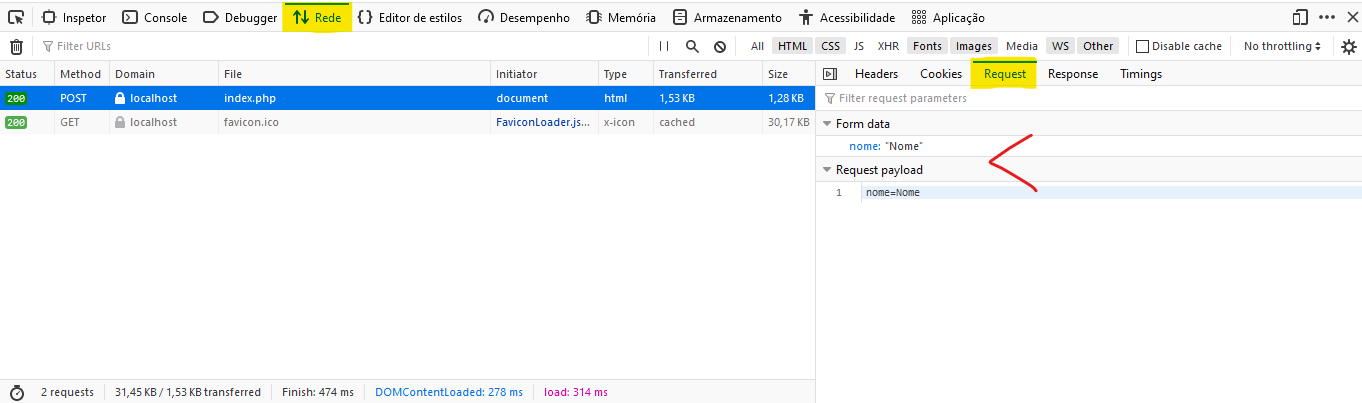 Inspetor Console Debugger Rede Editor de estilos Desempenho Memória Armazenamento Acessibilidade Aplicação
Filter URLs All HTML CSS JS XHR Fonts Images Media WS Other Disable cache No throttling
Status Method Domain File Initiator Type Transferred Size
200 POST localhost index.php document html 1,53 KB 1,28 KB
200 GET localhost favicon.ico FaviconLoader.js... x-icon cached 30,17 KB
Headers Cookies Request Response Timings
Filter request parameters
Form data
nome: "Nome"
Request payload
1 nome=Nome
2 requests 31,45 KB / 1,53 KB transferred Finish: 474 ms DOMContentLoaded: 278 ms load: 314 ms